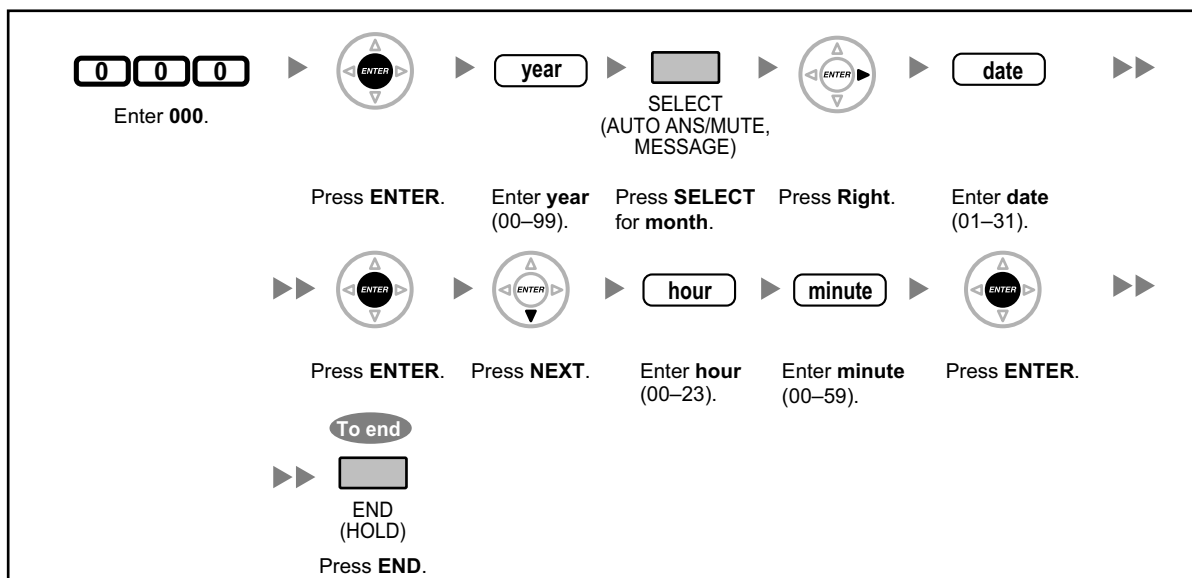 0 0 0
ENTER
year
SELECT
(AUTO ANS/MUTE,
MESSAGE)
ENTER
date
Enter 000.
Press ENTER.
Enter year
(00–99).
Press SELECT
for month.
Press Right.
Enter date
(01–31).
ENTER
ENTER
hour
minute
ENTER
Press ENTER.
Press NEXT.
Enter hour
(00–23).
Enter minute
(00–59).
Press ENTER.
To end
END
(HOLD)
Press END.